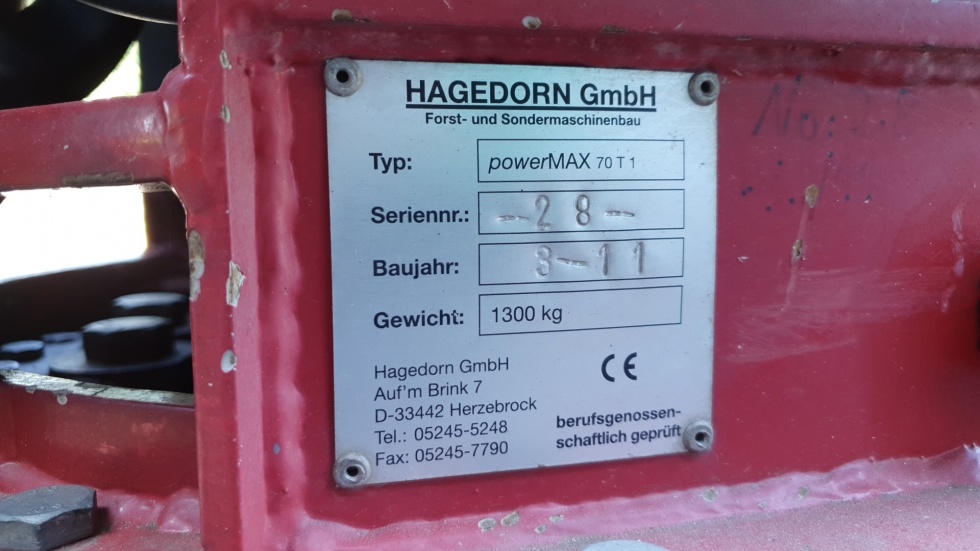 HAGEDORN GmbH
Forst- und Sondermaschinenbau
Typ: powerMAX 70 T 1
Seriennr.: -28-
Baujahr: 3-11
Gewicht: 1300 kg
Hagedorn GmbH
Auf'm Brink 7
D-33442 Herzebrock
Tel.: 05245-5248
Fax: 05245-7790
CE
berufsgenossen-
schaftlich geprüft